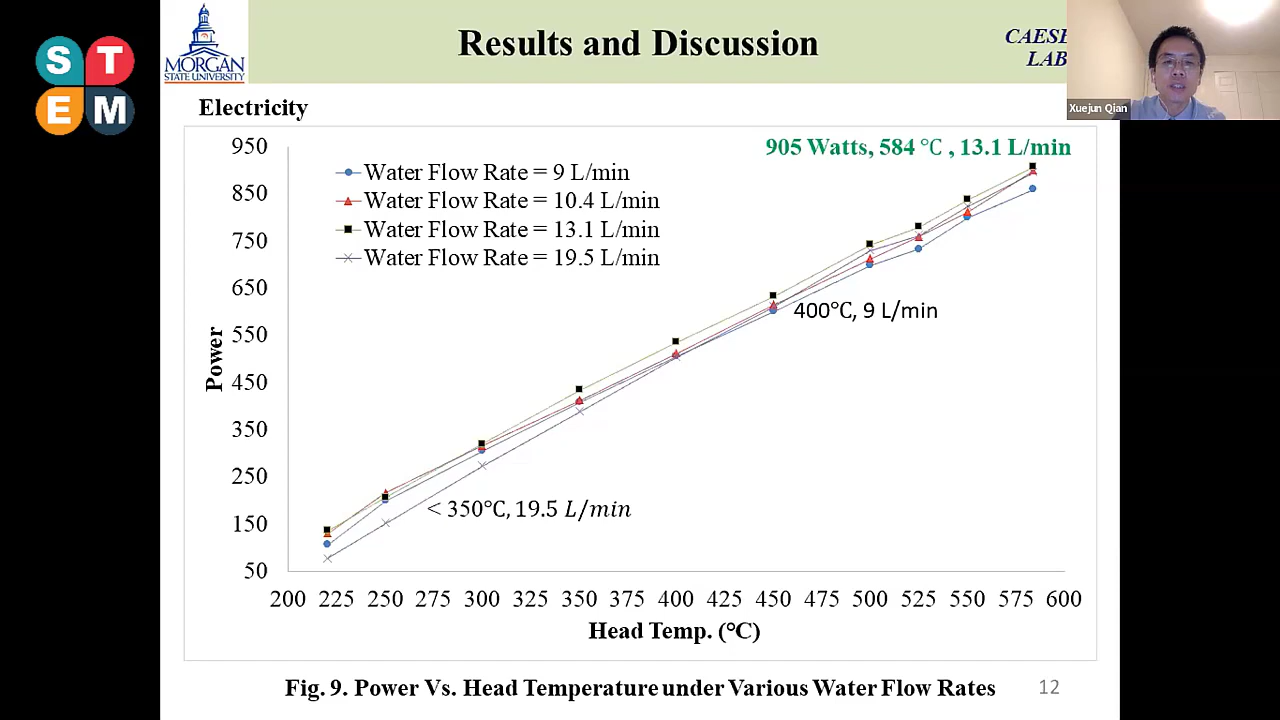 S T
E M
MORGAN
STATE UNIVERSITY
Results and Discussion
CAESE
LAB
Xuejun Qian
Electricity
905 Watts, 584 ℃ , 13.1 L/min
Water Flow Rate = 9 L/min
Water Flow Rate = 10.4 L/min
Water Flow Rate = 13.1 L/min
Water Flow Rate = 19.5 L/min
950
850
750
650
550
450
350
250
150
50
Power
400℃, 9 L/min
< 350℃, 19.5 L/min
200 225 250 275 300 325 350 375 400 425 450 475 500 525 550 575 600
Head Temp. (℃)
Fig. 9. Power Vs. Head Temperature under Various Water Flow Rates
12